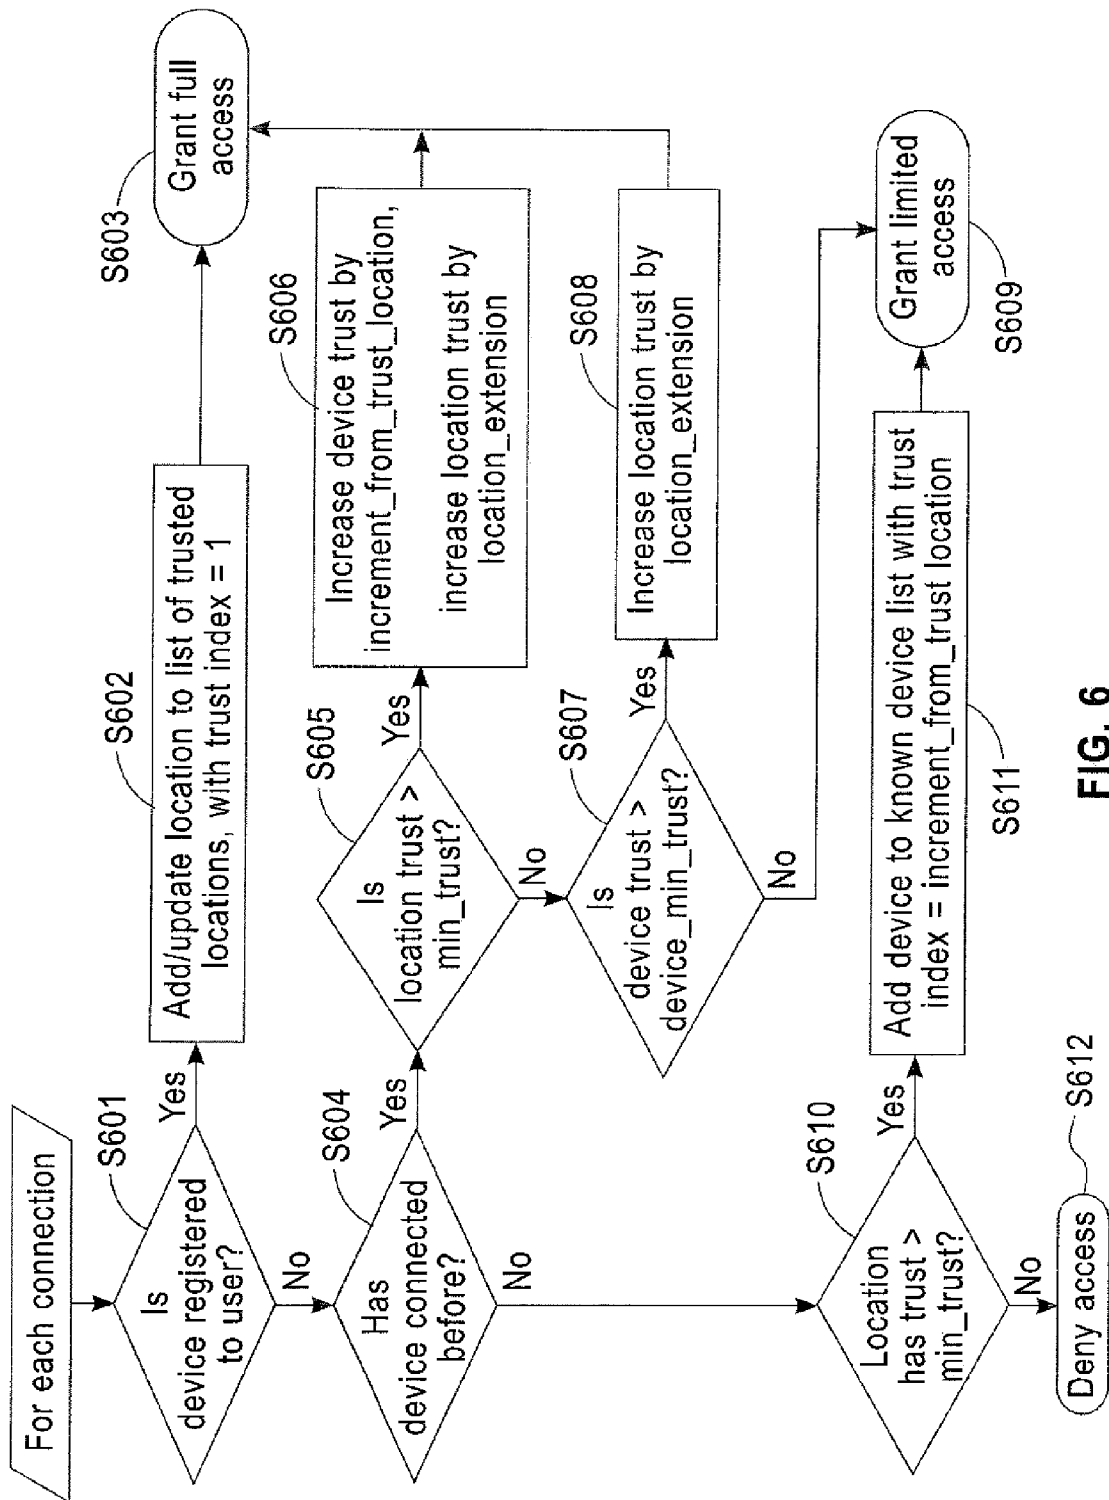 For each connection
S601
Is
device registered
to user?
Yes
No
S602
Add/update location to list of trusted
locations, with trust index = 1
S603
Grant full
access
S604
Has
device connected
before?
Yes
No
S605
Is
location trust >
min_trust?
Yes
No
S606
Increase device trust by
increment_from_trust_location,
increase location trust by
location_extension
S607
Is
device trust >
device_min_trust?
Yes
No
S608
Increase location trust by
location_extension
S609
Grant limited
access
S610
Location
has trust >
min_trust?
Yes
No
S611
Add device to known device list with trust
index = increment_from_trust location
S612
Deny access
FIG. 6